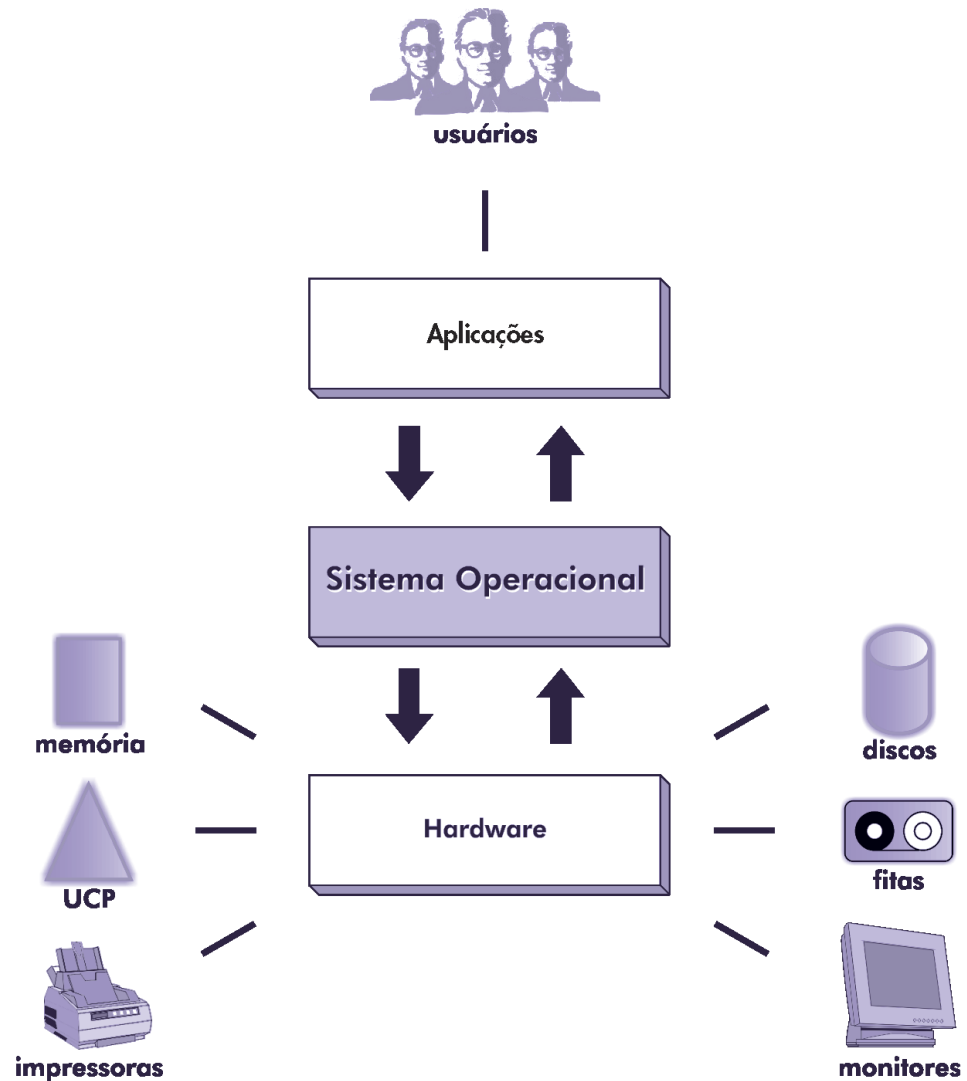 usuários
Aplicações
Sistema Operacional
memória
discos
Hardware
UCP
fitas
impressoras
monitores